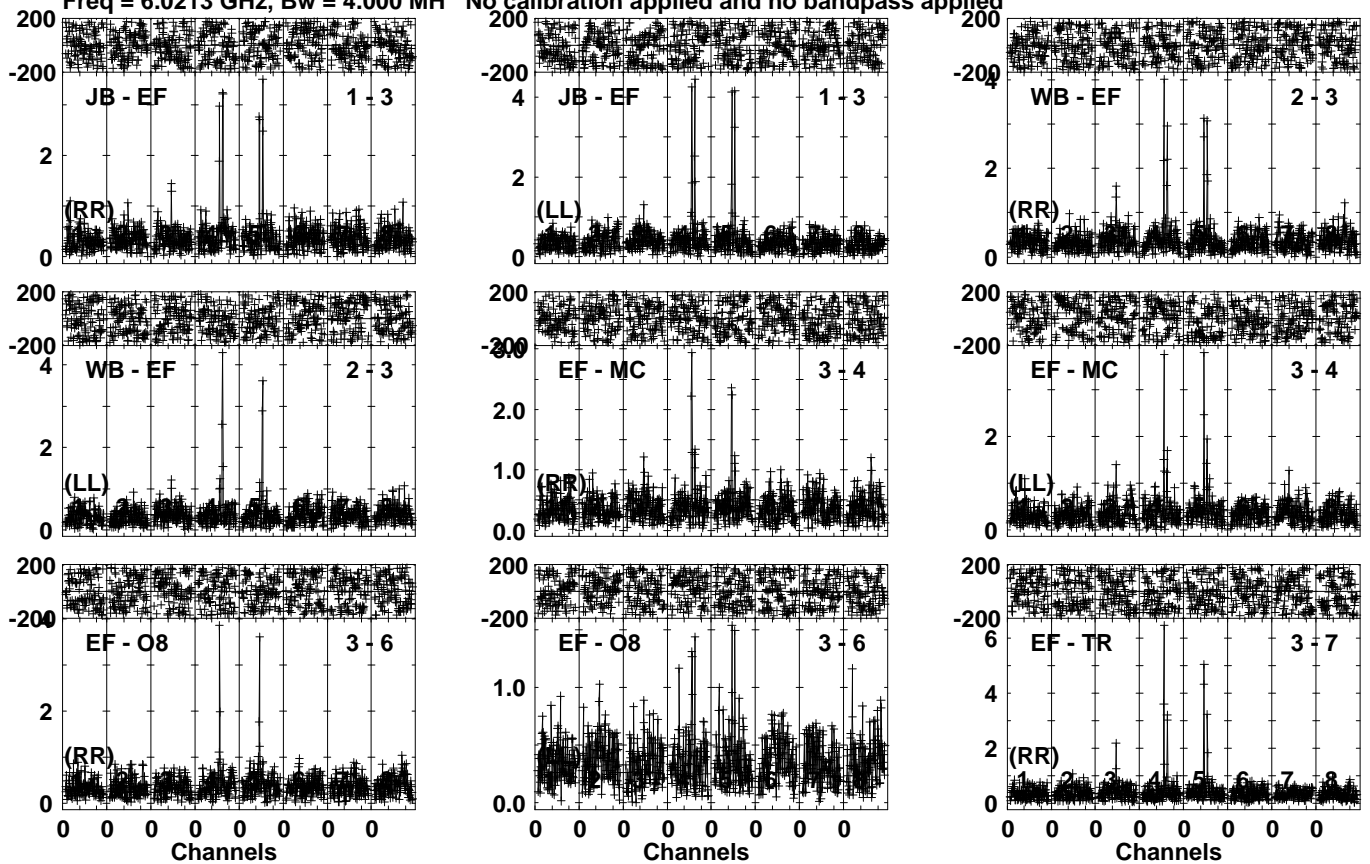 Freq = 6.0213 GHz, Bw = 4.000 MH No calibration applied and no bandpass applied
200 200 200
-200 -200 -200
JB - EF 1 - 3 JB - EF 1 - 3 WB - EF 2 - 3
4 4
2 2 2
(RR) (LL) (RR)
0 0 0
200 200 200
-200 -200 -200
3.0
WB - EF 2 - 3 EF - MC 3 - 4 EF - MC 3 - 4
4 2.0
2 1.0 2
(LL) (RR) (LL)
0 0.0 0
200 200 200
-200 -200 -200
4
EF - O8 3 - 6 EF - O8 3 - 6 EF - TR 3 - 7
6
4
2 1.0 2
(RR) (RR)
1 2 3 4 5 6 7 8
0 0.0 0
0 0 0 0 0 0 0 0 0 0 0 0 0 0 0 0 0 0 0 0 0 0 0 0
Channels Channels Channels